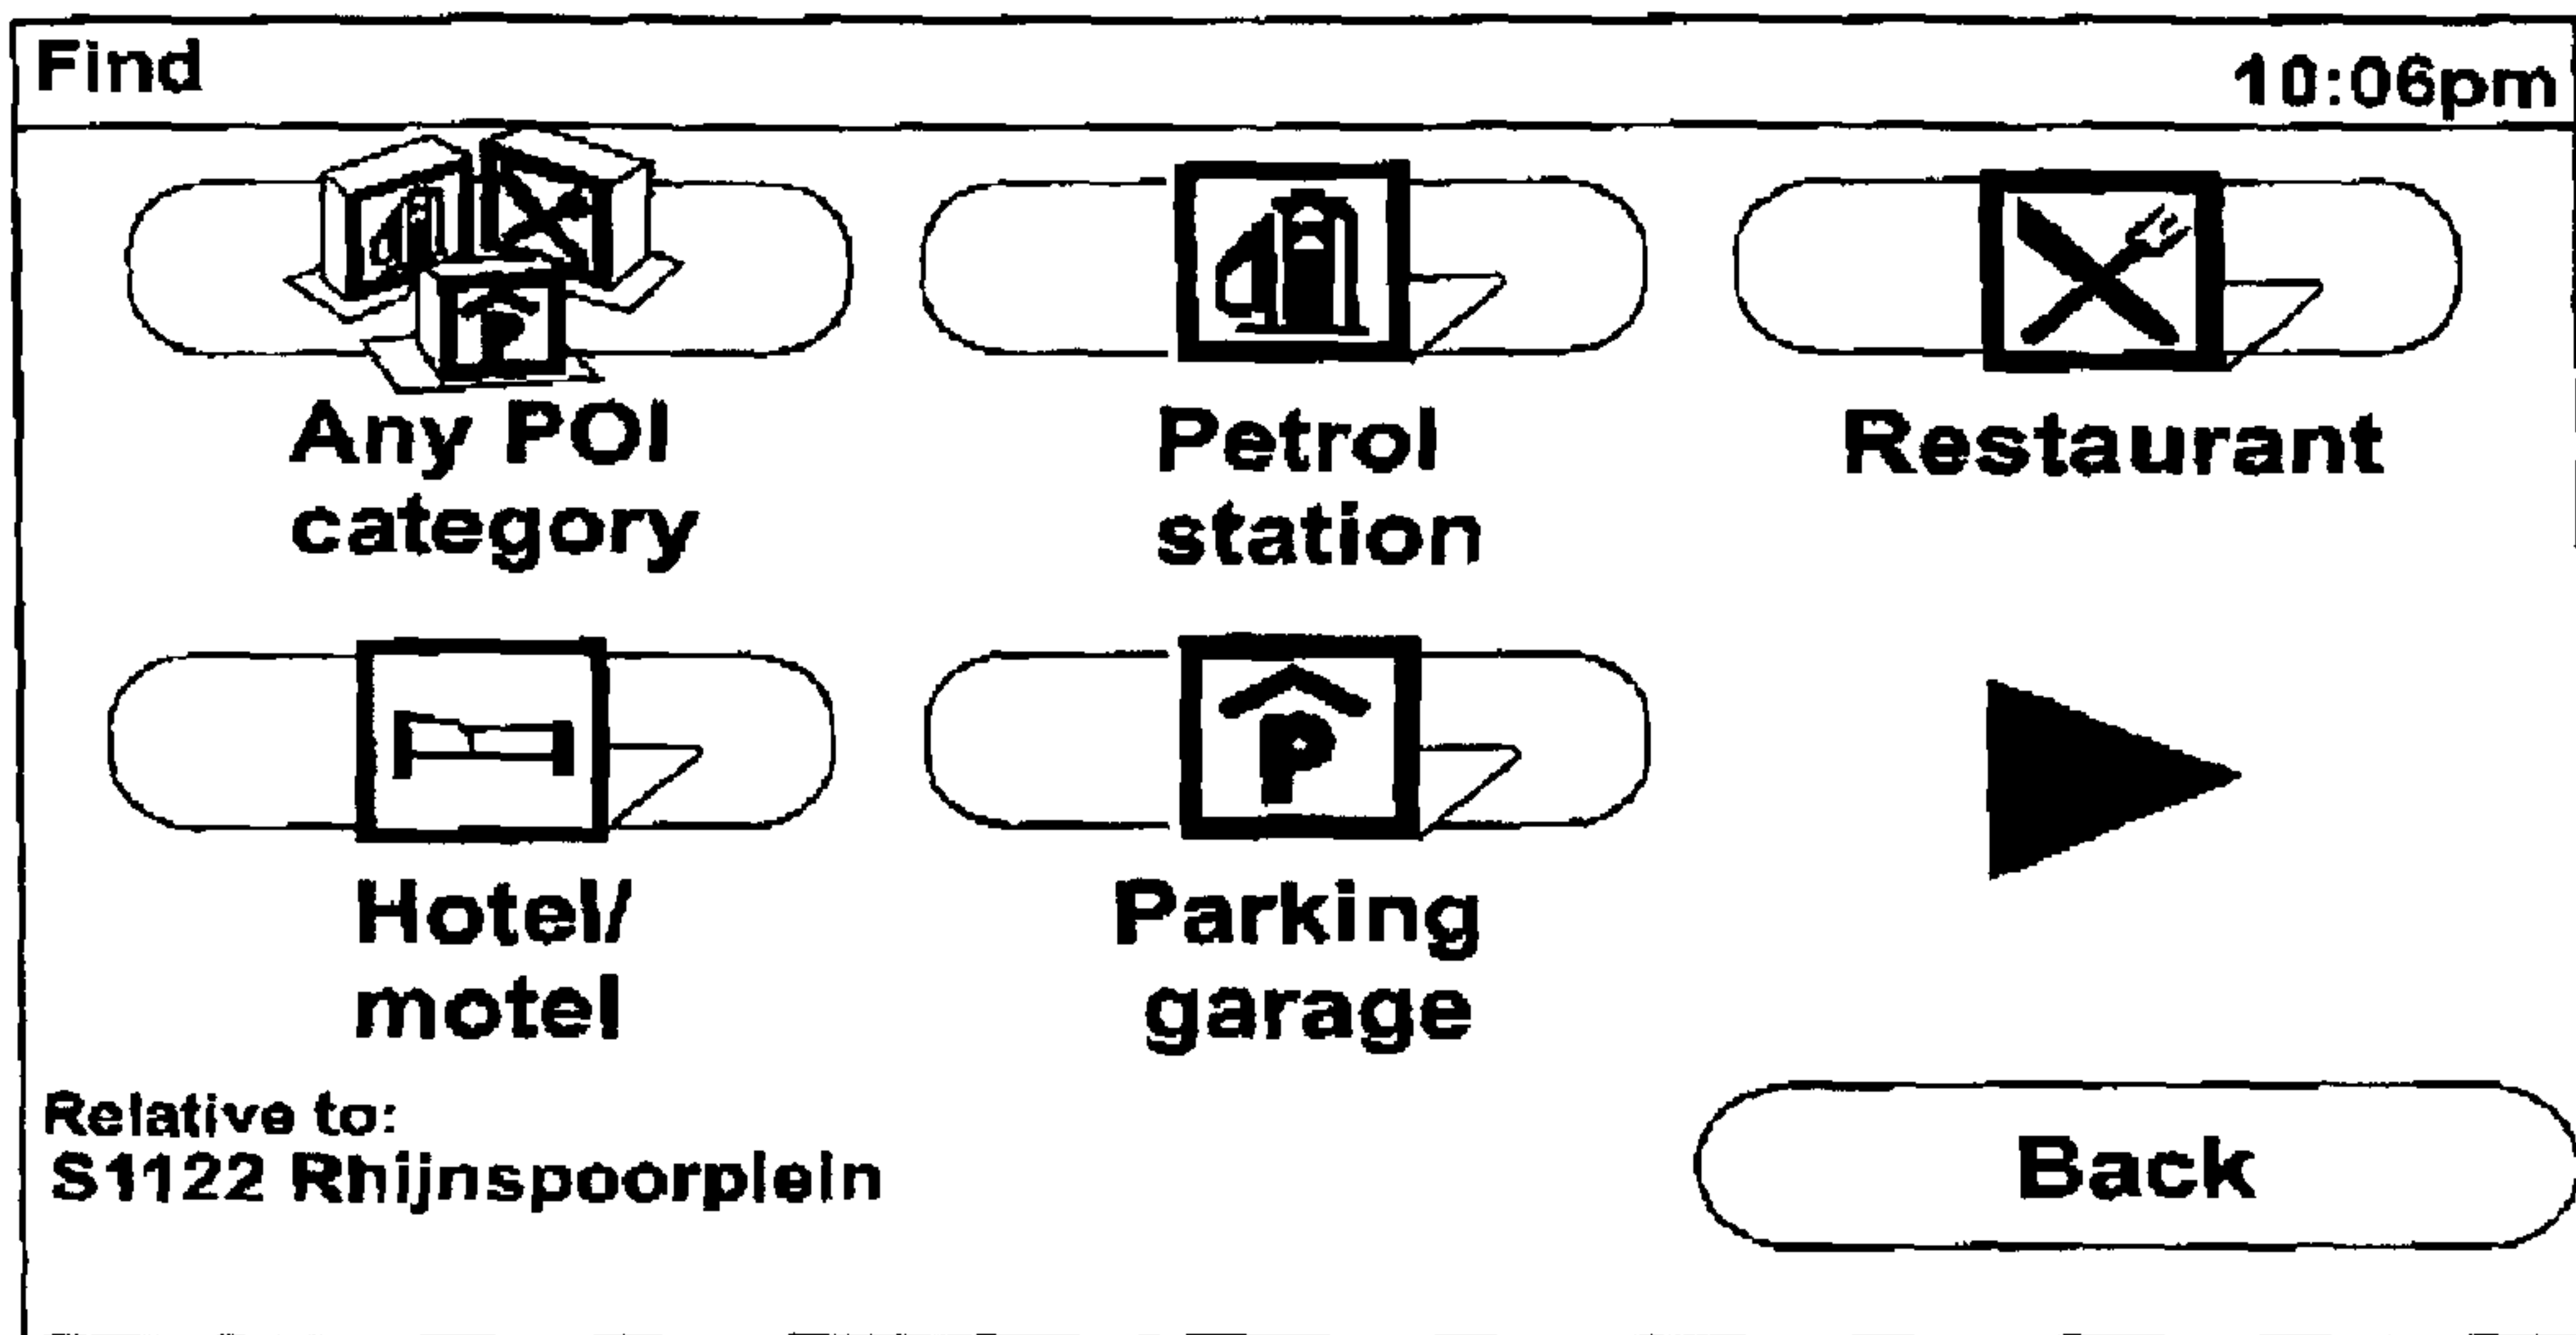 Find
10:06pm
Any POI
category
Petrol
station
Restaurant
Hotel/
motel
P
Parking
garage
Relative to:
S1122 Rhijnspoorplein
Back